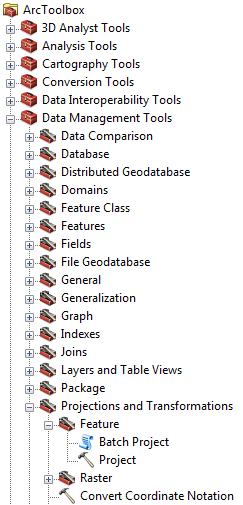 ArcToolbox
3D Analyst Tools
Analysis Tools
Cartography Tools
Conversion Tools
Data Interoperability Tools
Data Management Tools
Data Comparison
Database
Distributed Geodatabase
Domains
Feature Class
Features
Fields
File Geodatabase
General
Generalization
Graph
Indexes
Joins
Layers and Table Views
Package
Projections and Transformations
Feature
Batch Project
Project
Raster
Convert Coordinate Notation